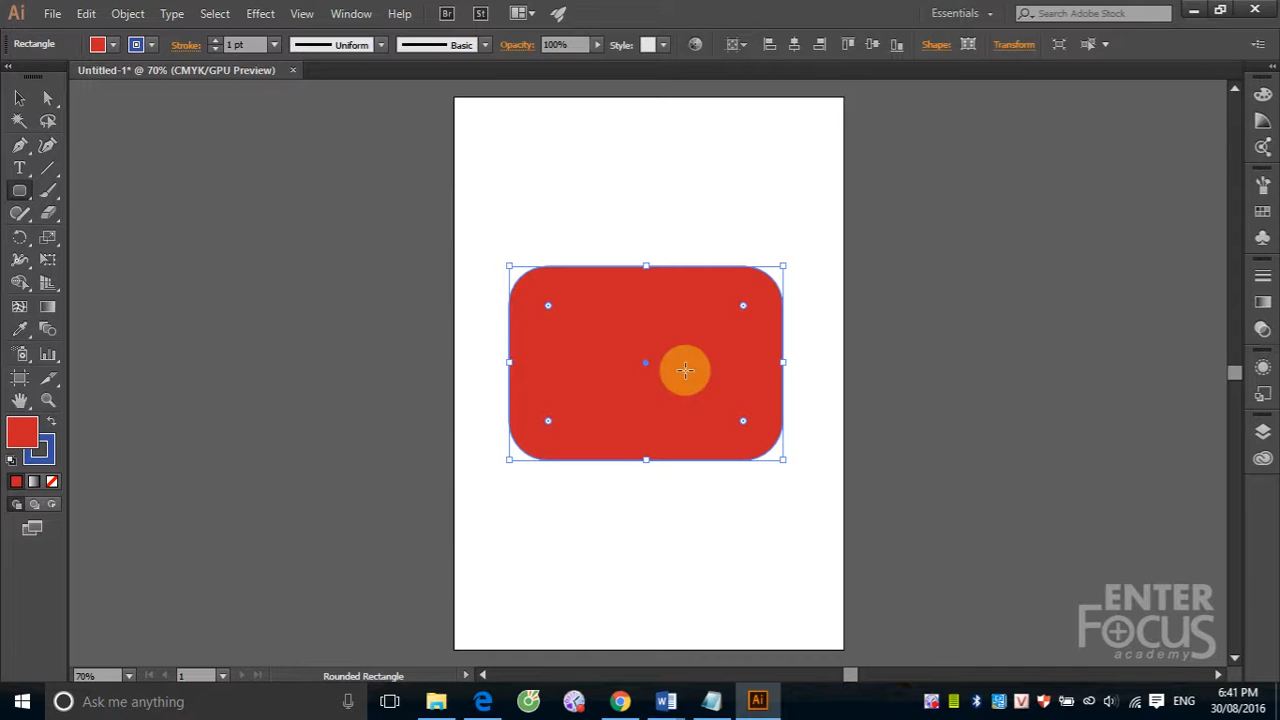 Ai File Edit Object Type Select Effect View Window Help Br St Essentials Search Adobe Stock
Rectangle Stroke: 1 pt Uniform Basic Opacity: 100% Style: Shape: Transform
Untitled-1* @ 70% (CMYK/GPU Preview)
ENTER
FOCUS
academy
70% 1 Rounded Rectangle
Ask me anything Ai ENG 6:41 PM
30/08/2016